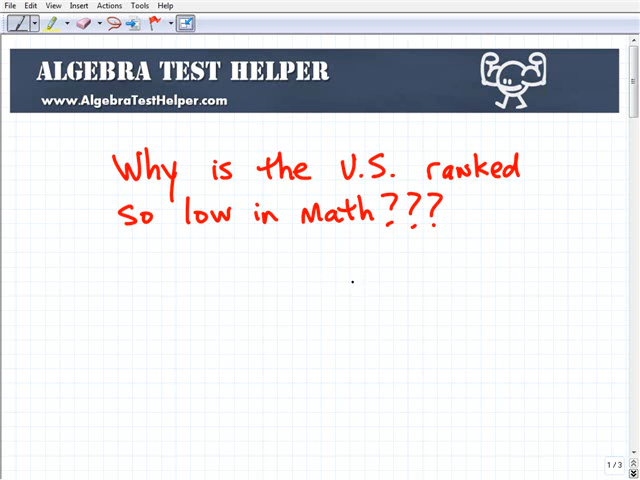 File Edit View Insert Actions Tools Help
ALGEBRA TEST HELPER
www.AlgebraTestHelper.com
Why is the U.S. ranked
so low in math???
1 / 3